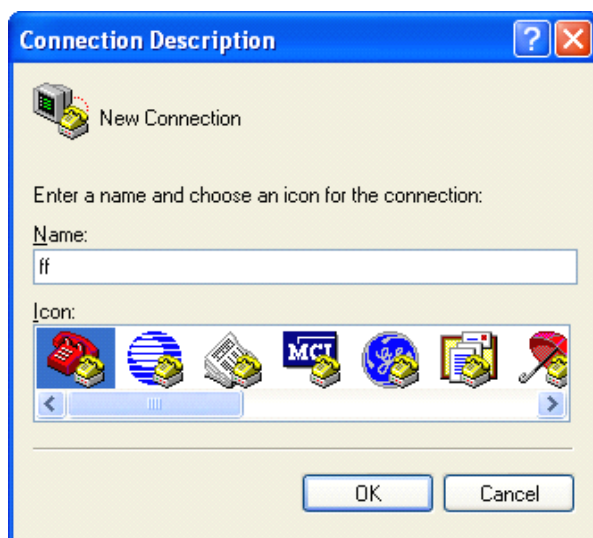 Connection Description
New Connection
Enter a name and choose an icon for the connection:
Name:
ff
Icon:
MCI
OK
Cancel